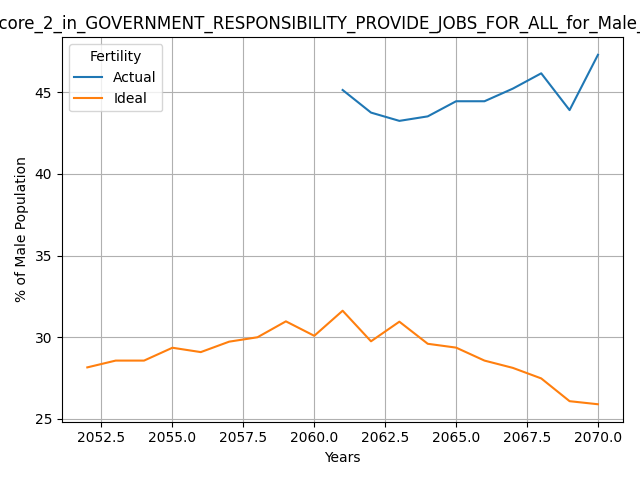 core_2_in_GOVERNMENT_RESPONSIBILITY_PROVIDE_JOBS_FOR_ALL_for_Male_
Fertility
Actual
Ideal
% of Male Population
45
40
35
30
25
2052.5 2055.0 2057.5 2060.0 2062.5 2065.0 2067.5 2070.0
Years